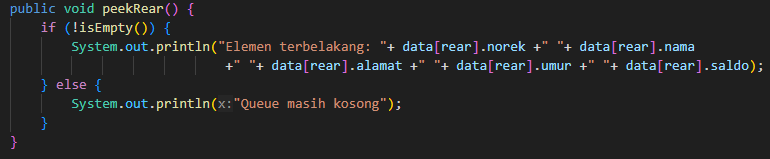 public void peekRear() {
    if (!isEmpty()) {
        System.out.println("Elemen terbelakang: "+ data[rear].norek +" "+ data[rear].nama
                            +" "+ data[rear].alamat +" "+ data[rear].umur +" "+ data[rear].saldo);
    } else {
        System.out.println(x:"Queue masih kosong");
    }
}